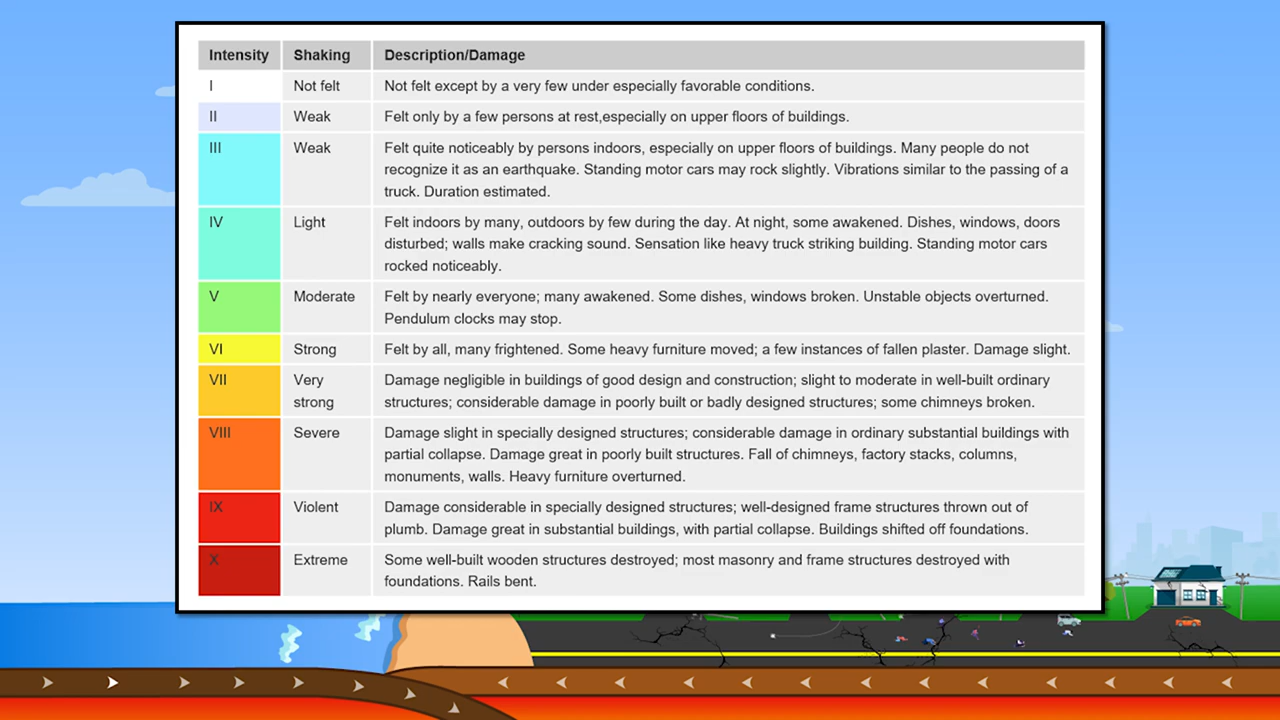 Intensity Shaking Description/Damage
I Not felt Not felt except by a very few under especially favorable conditions.
II Weak Felt only by a few persons at rest,especially on upper floors of buildings.
III Weak Felt quite noticeably by persons indoors, especially on upper floors of buildings. Many people do not
recognize it as an earthquake. Standing motor cars may rock slightly. Vibrations similar to the passing of a
truck. Duration estimated.
IV Light Felt indoors by many, outdoors by few during the day. At night, some awakened. Dishes, windows, doors
disturbed; walls make cracking sound. Sensation like heavy truck striking building. Standing motor cars
rocked noticeably.
V Moderate Felt by nearly everyone; many awakened. Some dishes, windows broken. Unstable objects overturned.
Pendulum clocks may stop.
VI Strong Felt by all, many frightened. Some heavy furniture moved; a few instances of fallen plaster. Damage slight.
VII Very Damage negligible in buildings of good design and construction; slight to moderate in well-built ordinary
strong structures; considerable damage in poorly built or badly designed structures; some chimneys broken.
VIII Severe Damage slight in specially designed structures; considerable damage in ordinary substantial buildings with
partial collapse. Damage great in poorly built structures. Fall of chimneys, factory stacks, columns,
monuments, walls. Heavy furniture overturned.
IX Violent Damage considerable in specially designed structures; well-designed frame structures thrown out of
plumb. Damage great in substantial buildings, with partial collapse. Buildings shifted off foundations.
X Extreme Some well-built wooden structures destroyed; most masonry and frame structures destroyed with
foundations. Rails bent.